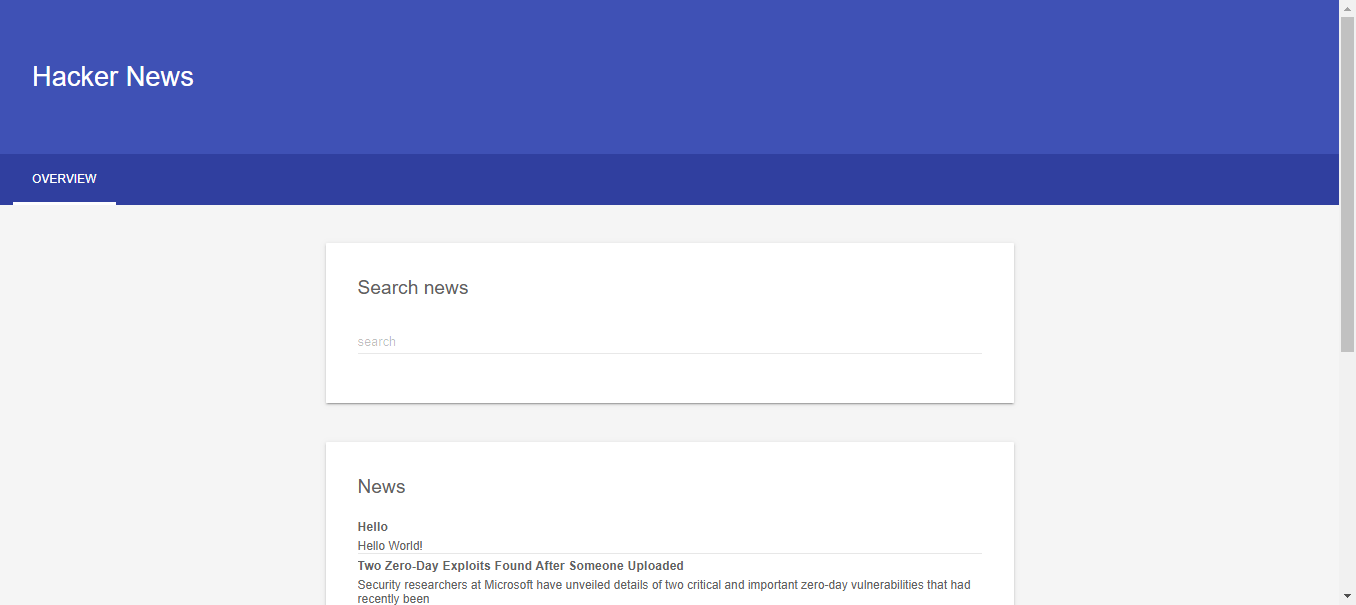 Hacker News
OVERVIEW
Search news
search
News
Hello
Hello World!
Two Zero-Day Exploits Found After Someone Uploaded
Security researchers at Microsoft have unveiled details of two critical and important zero-day vulnerabilities that had
recently been